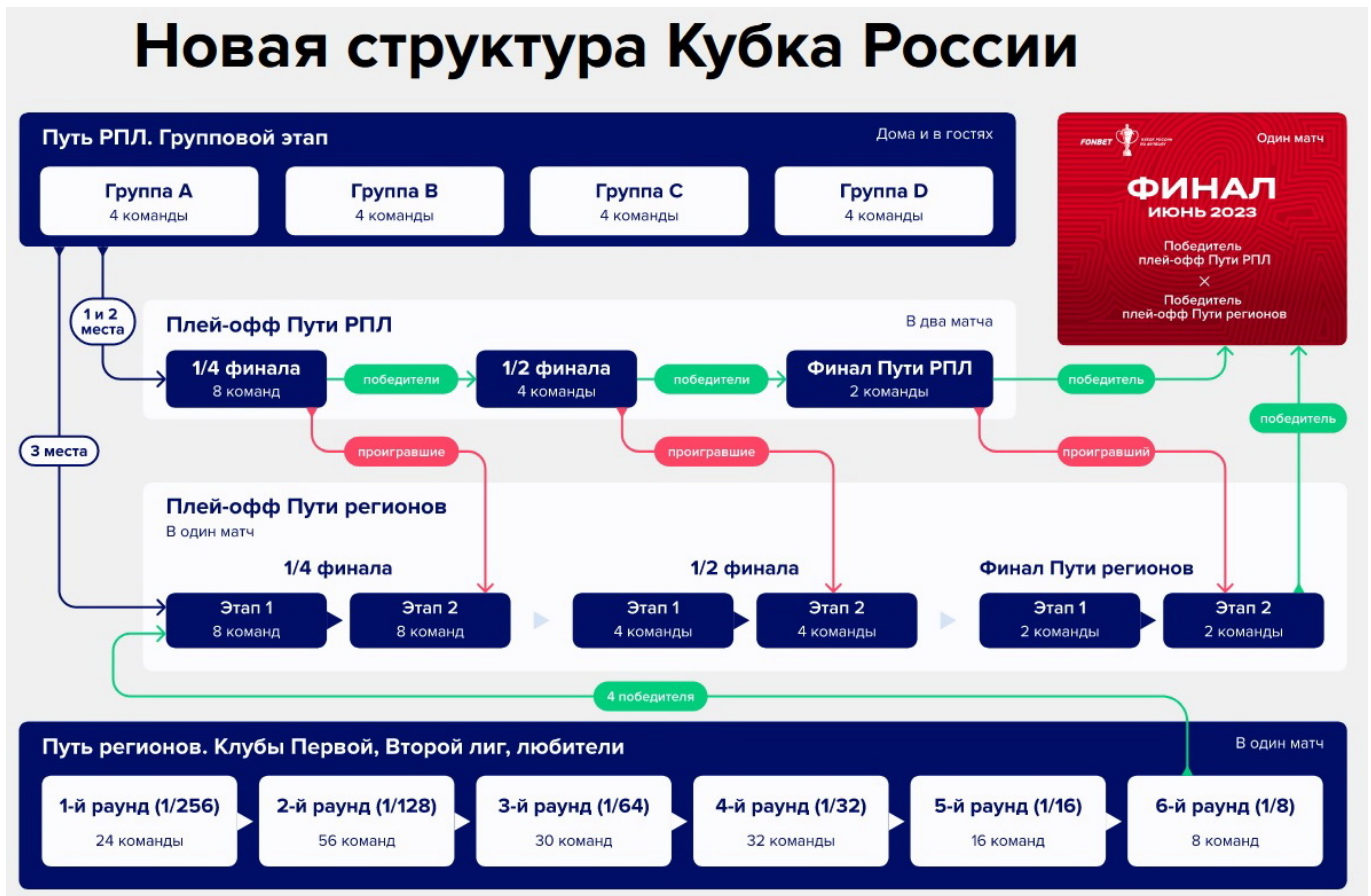 Новая структура Кубка России
Путь РПЛ. Групповой этап
Дома и в гостях
Группа A
4 команды
Группа B
4 команды
Группа C
4 команды
Группа D
4 команды
FONBET
КУБОК РОССИИ
ПО ФУТБОЛУ
Один матч
ФИНАЛ
ИЮНЬ 2023
Победитель
плей-офф Пути РПЛ
×
Победитель
плей-офф Пути регионов
1 и 2
места
Плей-офф Пути РПЛ
В два матча
1/4 финала
8 команд
победители
1/2 финала
4 команды
победители
Финал Пути РПЛ
2 команды
победитель
победитель
3 места
проигравшие
проигравшие
проигравший
Плей-офф Пути регионов
В один матч
1/4 финала
1/2 финала
Финал Пути регионов
Этап 1
8 команд
Этап 2
8 команд
Этап 1
4 команды
Этап 2
4 команды
Этап 1
2 команды
Этап 2
2 команды
4 победителя
Путь регионов. Клубы Первой, Второй лиг, любители
В один матч
1-й раунд (1/256)
24 команды
2-й раунд (1/128)
56 команд
3-й раунд (1/64)
30 команд
4-й раунд (1/32)
32 команды
5-й раунд (1/16)
16 команд
6-й раунд (1/8)
8 команд